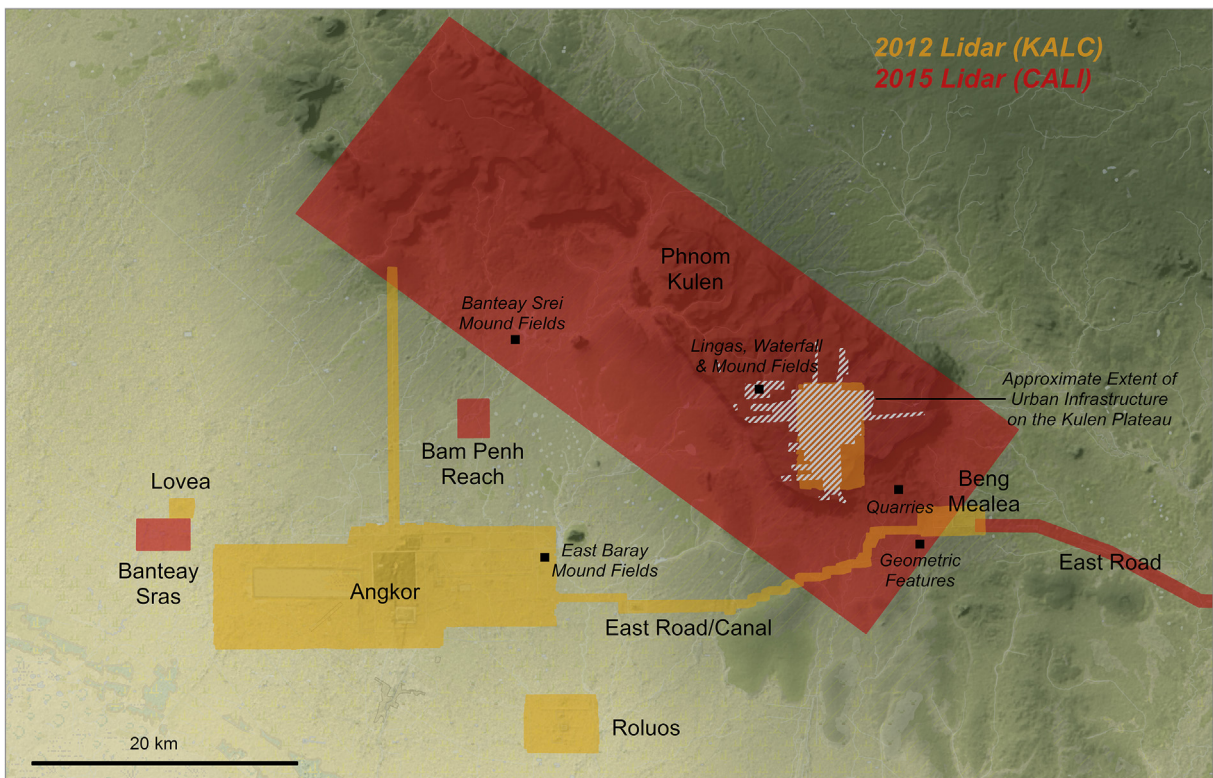 2012 Lidar (KALC)
2015 Lidar (CALI)
Phnom
Kulen
Banteay Srei
Mound Fields
Lingas, Waterfall
& Mound Fields
Approximate Extent of
Urban Infrastructure
on the Kulen Plateau
Bam Penh
Reach
Lovea
Beng
Mealea
Quarries
Banteay
Sras
East Baray
Mound Fields
Geometric
Features
East Road
Angkor
East Road/Canal
Roluos
20 km